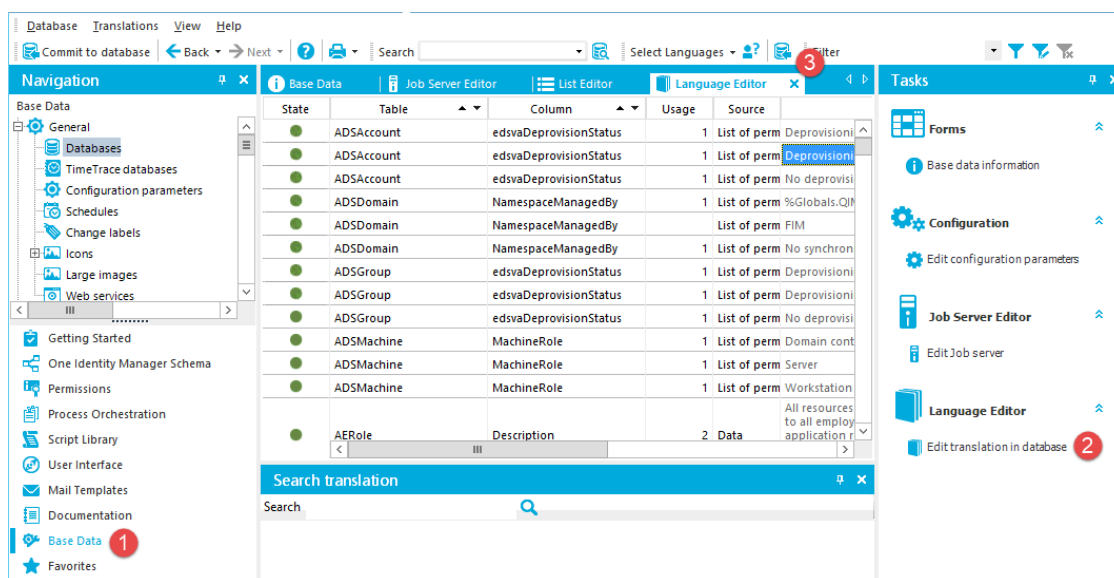 Database Translations View Help
Commit to database Back Next ? Search Select Languages ? Filter
Navigation
Base Data
General
Databases
TimeTrace databases
Configuration parameters
Schedules
Change labels
Icons
Large images
Web services
Getting Started
One Identity Manager Schema
Permissions
Process Orchestration
Script Library
User Interface
Mail Templates
Documentation
Base Data 1
Favorites
Base Data Job Server Editor List Editor Language Editor 3
State Table Column Usage Source
ADSAccount edsvaDeprovisionStatus 1 List of perm Deprovisioni
ADSAccount edsvaDeprovisionStatus 1 List of perm Deprovisioni
ADSAccount edsvaDeprovisionStatus 1 List of perm No deprovisi
ADSDomain NamespaceManagedBy 1 List of perm %Globals.QIM
ADSDomain NamespaceManagedBy List of perm FIM
ADSDomain NamespaceManagedBy 1 List of perm No synchron
ADSGroup edsvaDeprovisionStatus 1 List of perm Deprovisioni
ADSGroup edsvaDeprovisionStatus 1 List of perm Deprovisioni
ADSGroup edsvaDeprovisionStatus 1 List of perm No deprovisi
ADSMachine MachineRole 1 List of perm Domain cont
ADSMachine MachineRole 1 List of perm Server
ADSMachine MachineRole 1 List of perm Workstation
All resources
to all employ
AERole Description 2 Data application r
Search translation
Search
Tasks
Forms
Base data information
Configuration
Edit configuration parameters
Job Server Editor
Edit Job server
Language Editor
Edit translation in database 2